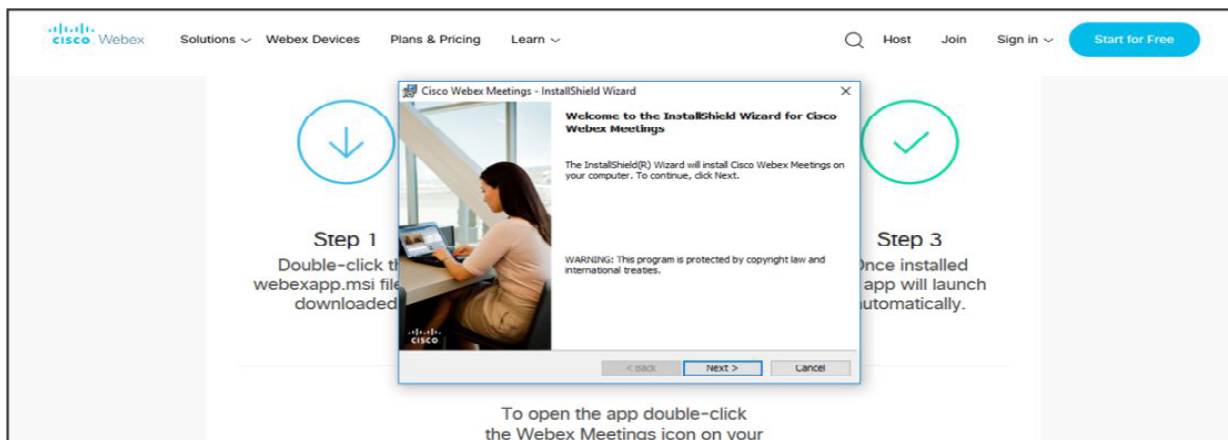 CISCO Webex Solutions Webex Devices Plans & Pricing Learn Host Join Sign in Start for Free
Cisco Webex Meetings - InstallShield Wizard
Welcome to the InstallShield Wizard for Cisco
Webex Meetings
The InstallShield(R) Wizard will install Cisco Webex Meetings on
your computer. To continue, click Next.
WARNING: This program is protected by copyright law and
international treaties.
CISCO
< Back Next > Cancel
Step 1
Double-click
webexapp.msi
downloaded
Step 3
installed
app will launch
To open the app double-click
the Webex Meetings icon on your